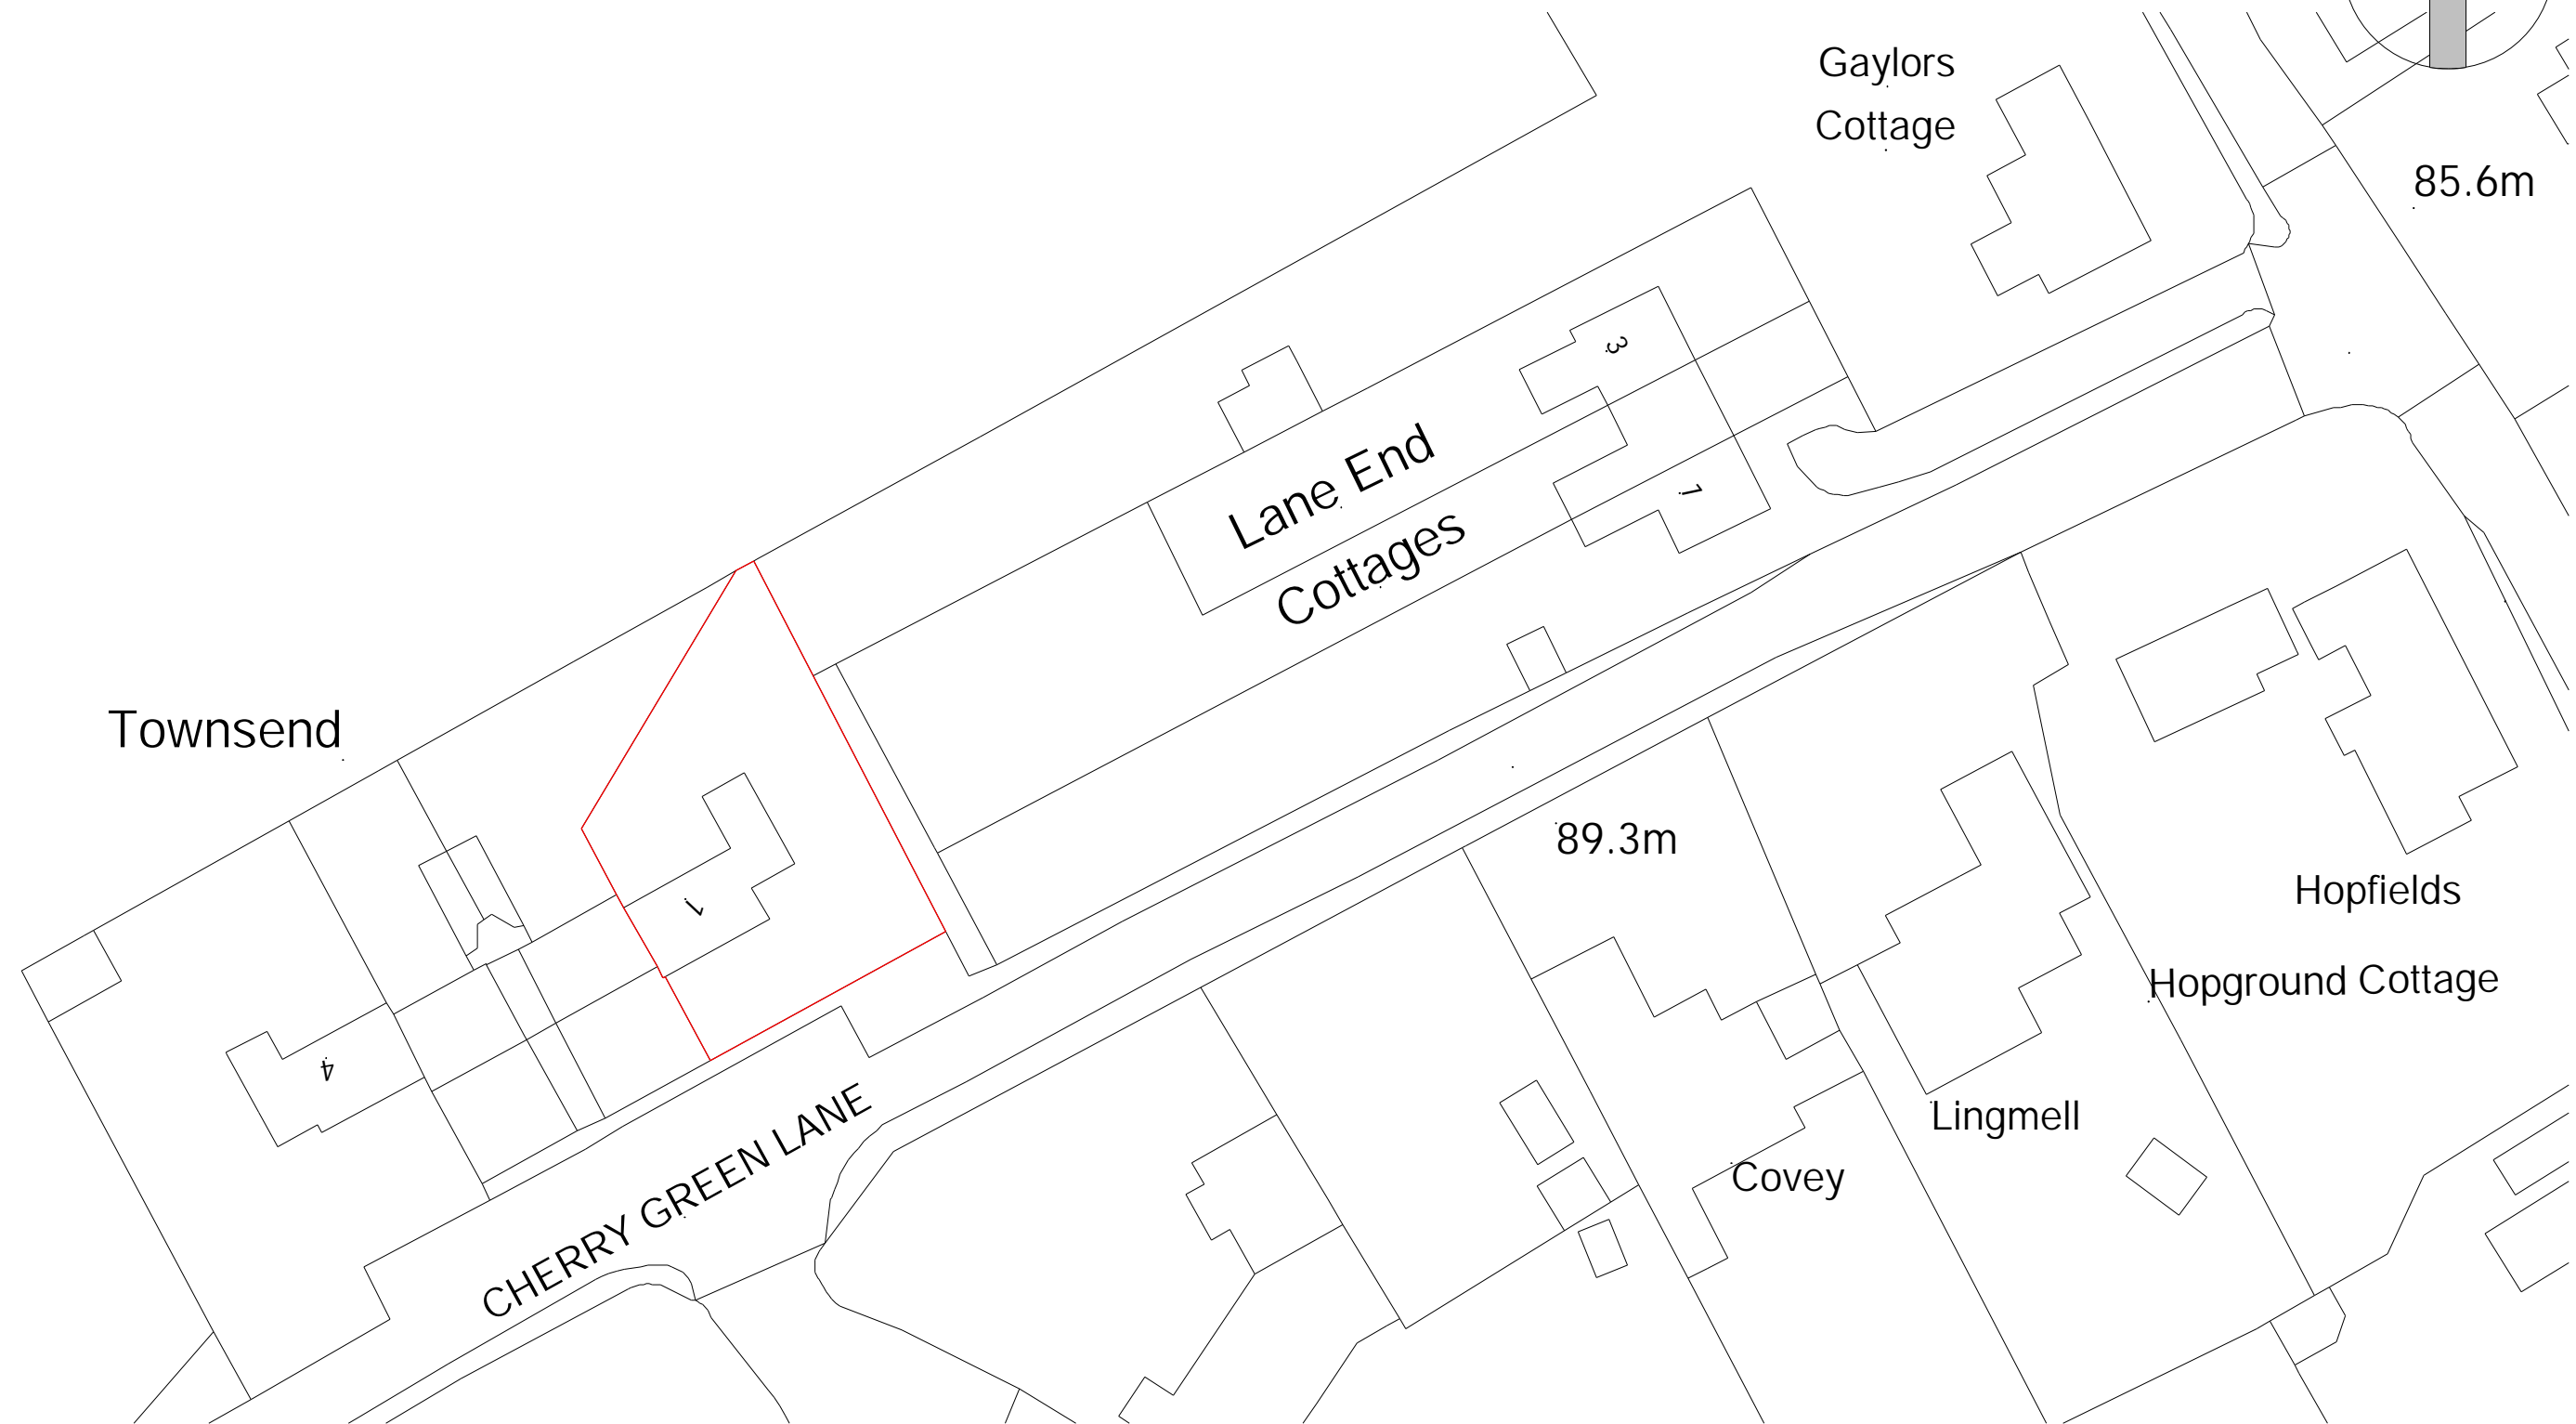 Gaylors
Cottage
85.6m
3
Lane End
Cottages
7
Townsend
1
89.3m
Hopfields
Hopground Cottage
4
CHERRY GREEN LANE
Lingmell
Covey